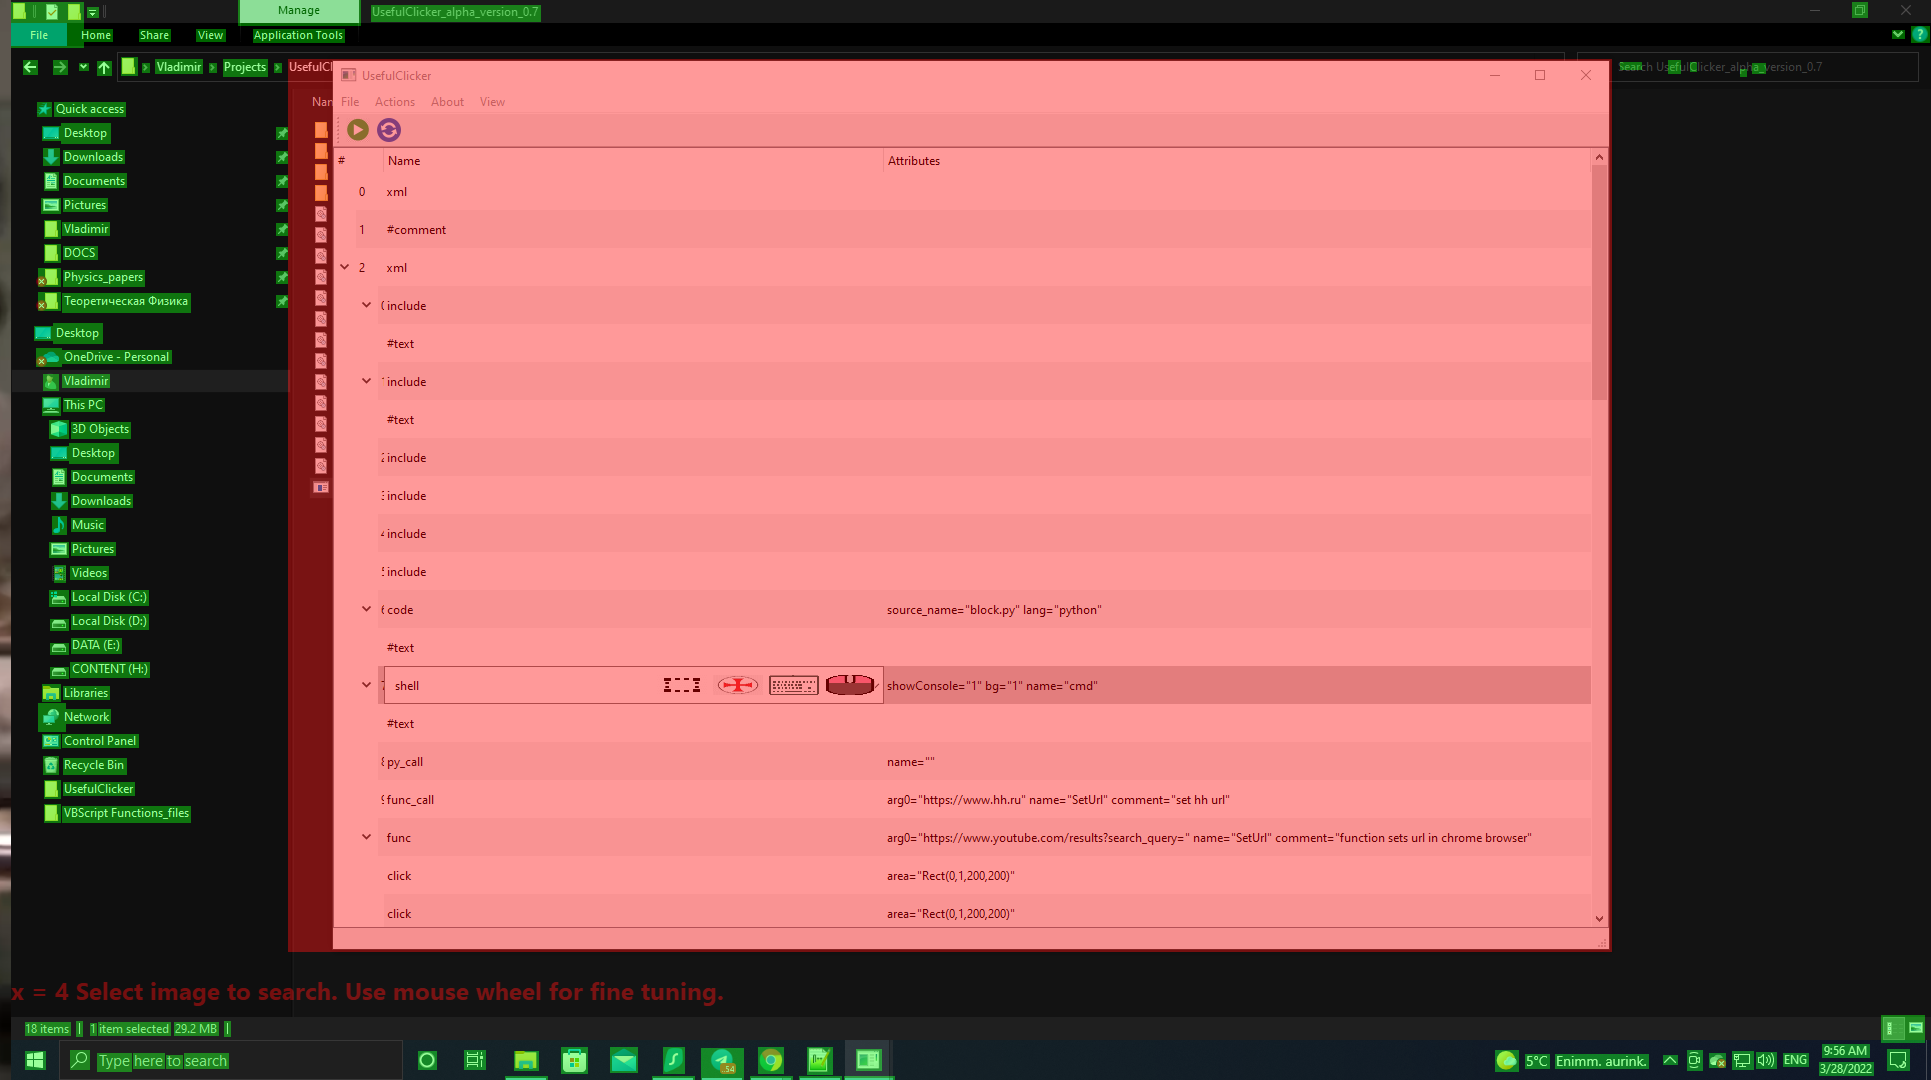 Manage
UsefulClicker_alpha_version_0.7
File Home Share View Application Tools
Vladimir Projects UsefulCl
Search UsefulClicker_alpha_version_0.7
Quick access
Desktop
Downloads
Documents
Pictures
Vladimir
DOCS
Physics_papers
Теоретическая Физика
Desktop
OneDrive - Personal
Vladimir
This PC
3D Objects
Desktop
Documents
Downloads
Music
Pictures
Videos
Local Disk (C:)
Local Disk (D:)
DATA (E:)
CONTENT (H:)
Libraries
Network
Control Panel
Recycle Bin
UsefulClicker
VBScript Functions_files
Nam
UsefulClicker
File Actions About View
# Name Attributes
0 xml
1 #comment
2 xml
include
#text
include
#text
include
include
include
include
code source_name="block.py" lang="python"
#text
shell showConsole="1" bg="1" name="cmd"
#text
py_call name=""
func_call arg0="https://www.hh.ru" name="SetUrl" comment="set hh url"
func arg0="https://www.youtube.com/results?search_query=" name="SetUrl" comment="function sets url in chrome browser"
click area="Rect(0,1,200,200)"
click area="Rect(0,1,200,200)"
x = 4 Select image to search. Use mouse wheel for fine tuning.
18 items 1 item selected 29.2 MB
Type here to search
54
5°C Enimm. aurink.
ENG
9:56 AM
3/28/2022